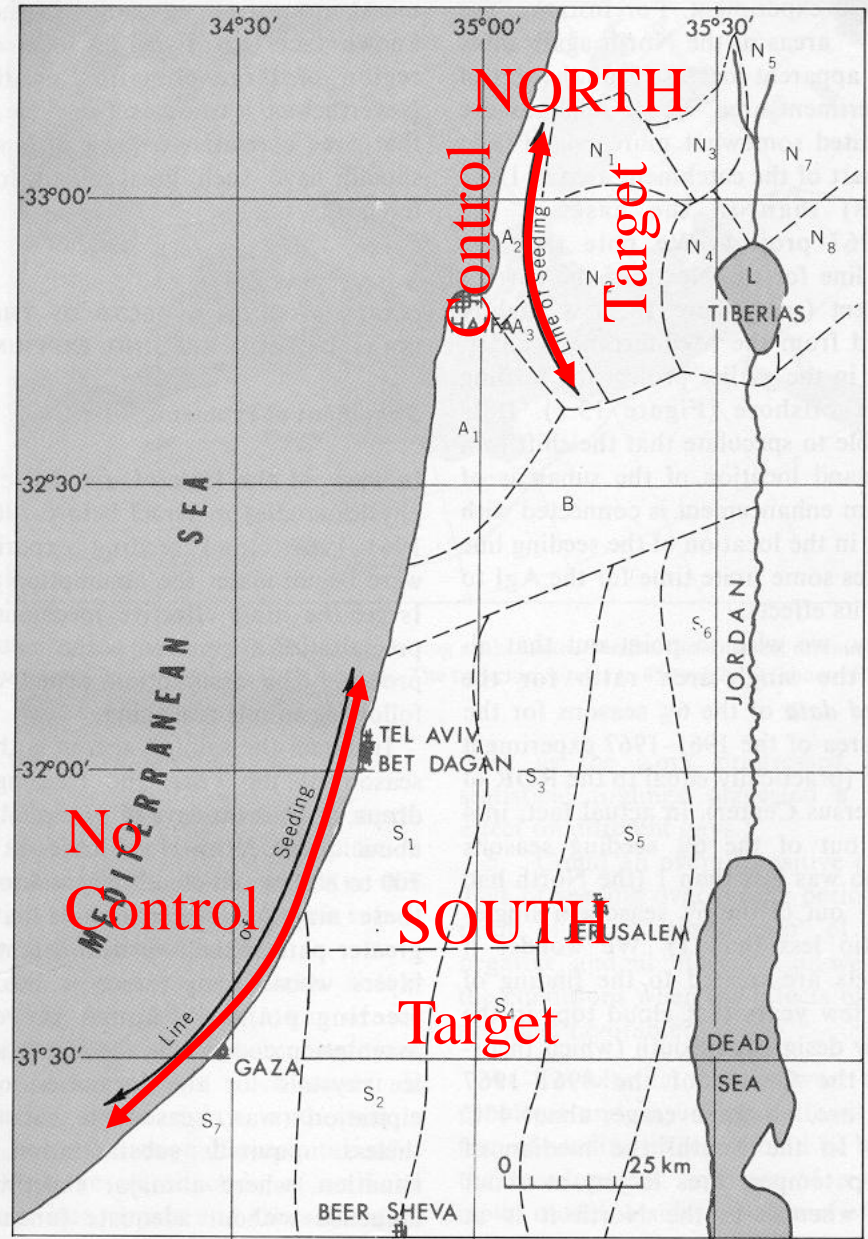 34°30′
35°00′
35°30′
N₅
NORTH
N₁
N₃
N₇
33°00′
Control
Target
A₂
N₂
N₄
N₈
Line of Seeding
HAIFA
A₃
L
TIBERIAS
A
32°30′
B
MEDITERRANEAN SEA
JORDAN
S₆
TEL AVIV
BET DAGAN
32°00′
S₃
No
Control
Line of Seeding
S₁
S₅
SOUTH
JERUSALEM
Target
S₄
31°30′
GAZA
DEAD
SEA
S₂
S₇
0 25 km
BEER SHEVA